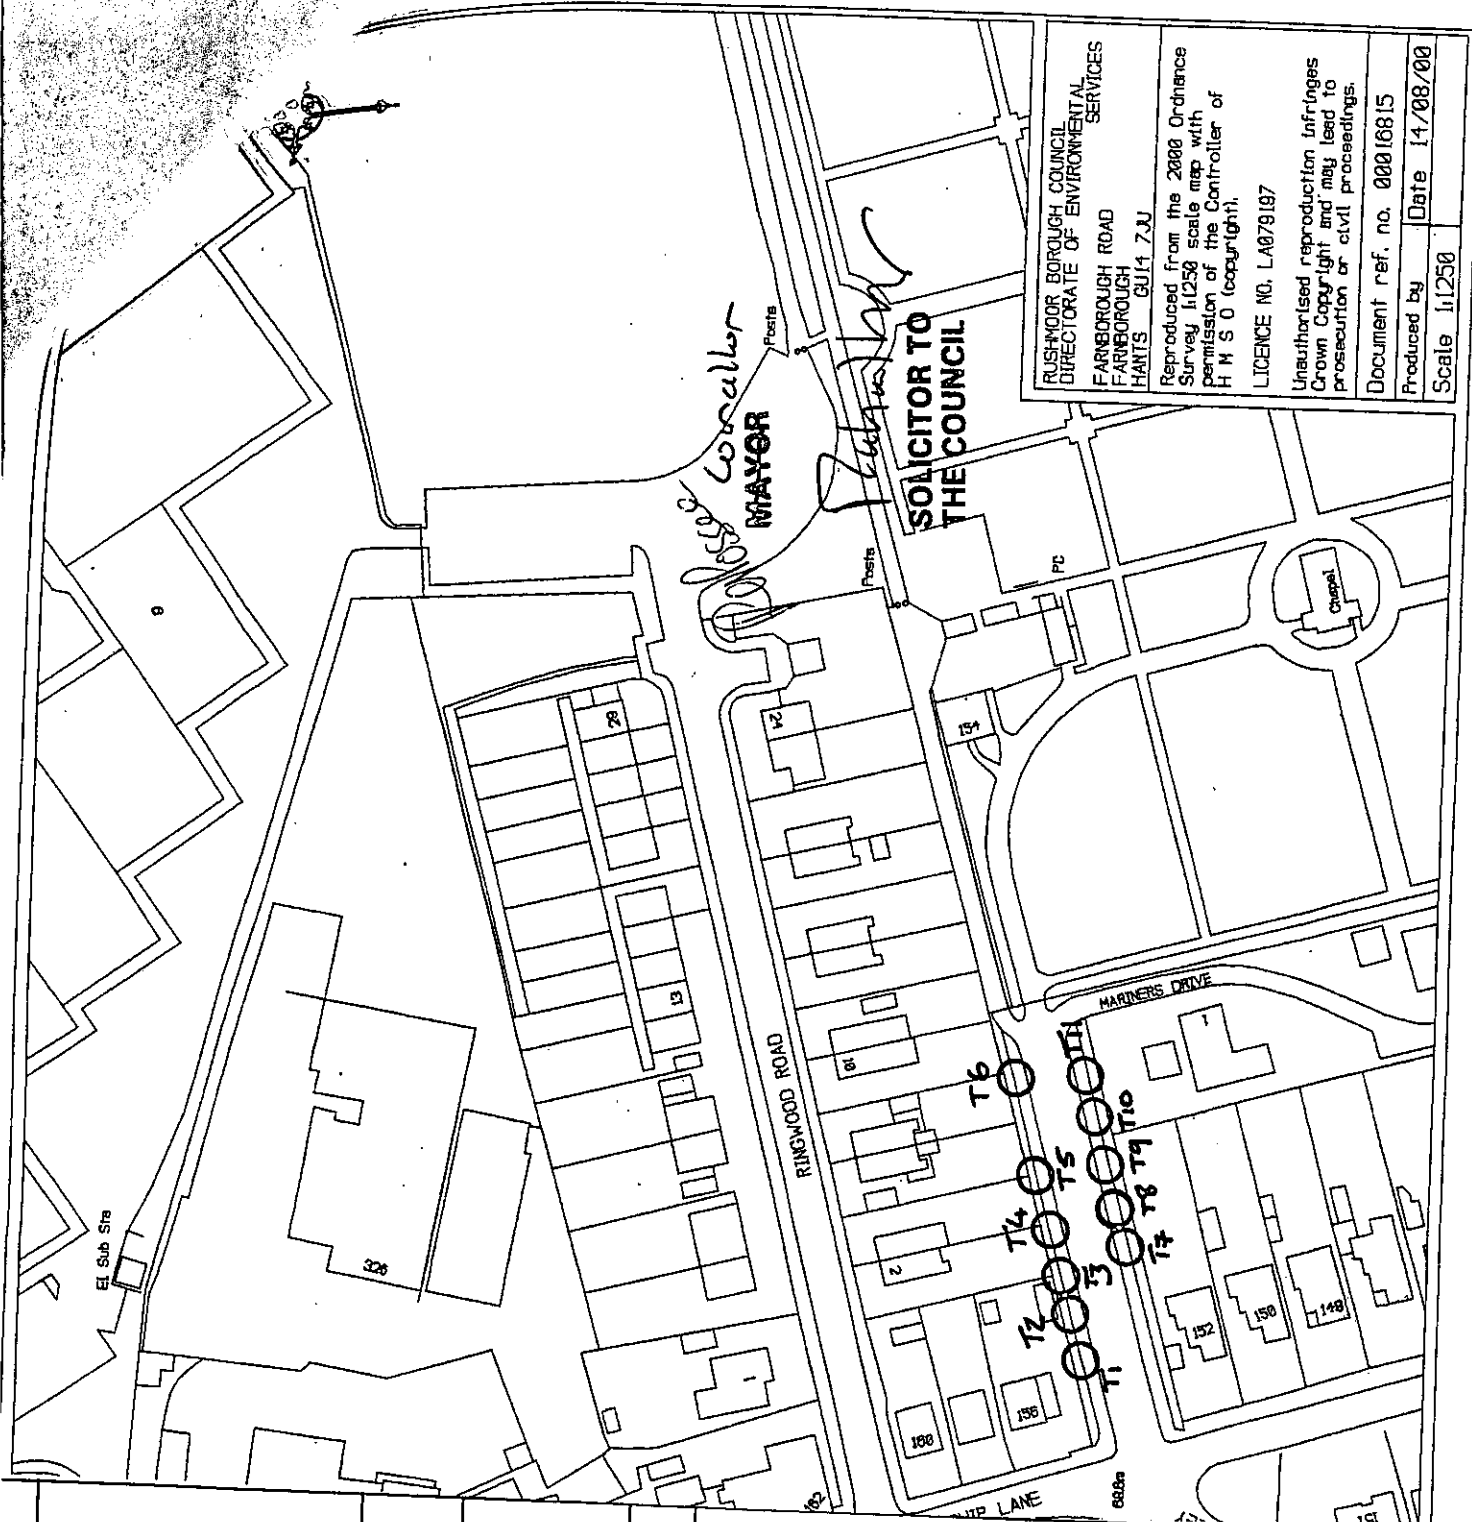 RUSHMOOR BOROUGH COUNCIL
DIRECTORATE OF ENVIRONMENTAL
SERVICES
FARNBOROUGH ROAD
FARNBOROUGH
HANTS GU14 7JU
Reproduced from the 2000 Ordnance
Survey 1:1250 scale map with
permission of the Controller of
H M S O (copyright).
LICENCE NO. LA079197
Unauthorised reproduction infringes
Crown Copyright and may lead to
prosecution or civil proceedings.
Document ref. no. 00016815
Produced by
Date 14/08/00
Scale 1:1250
MAYOR
SOLICITOR TO
THE COUNCIL
Posts
Posts
PC
Chapel
154
6
29
24
13
10
RINGWOOD ROAD
MARINERS DRIVE
1
El Sub Sta
326
2
1
T6
T11
T10
T5
T9
T4
T8
T3
T7
T2
T1
152
150
148
156
160
162
LANE
151